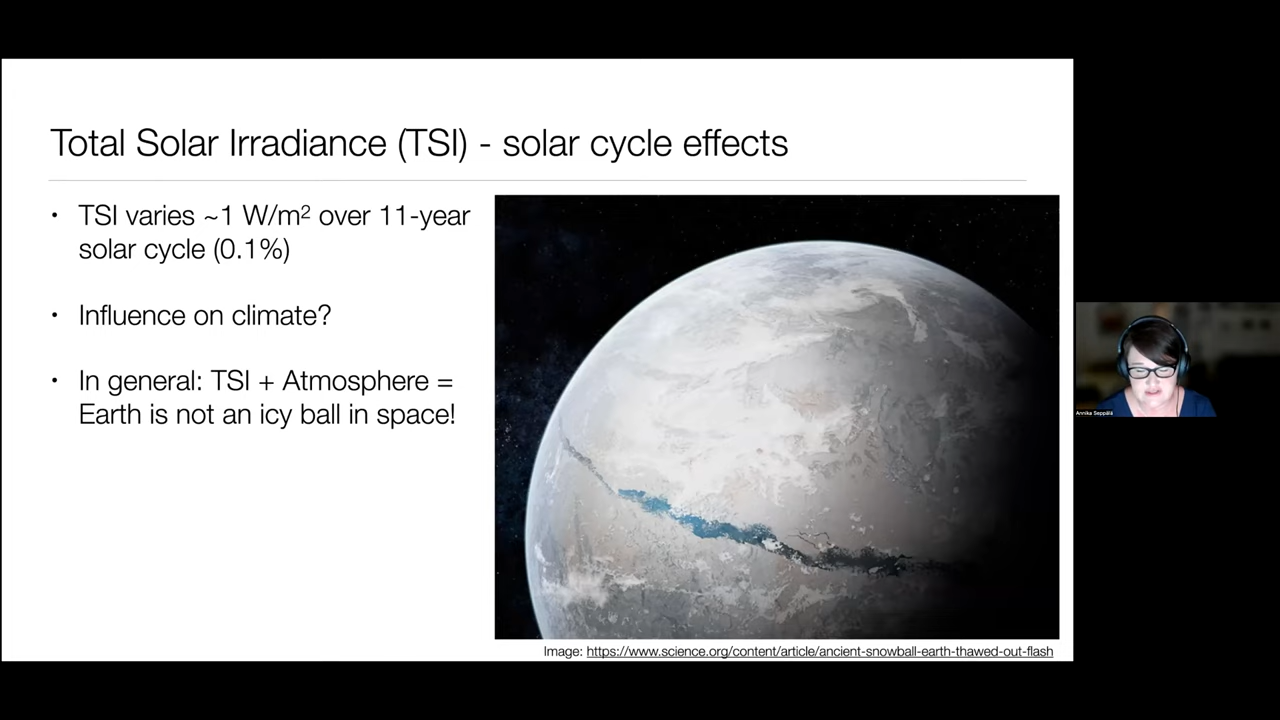 Total Solar Irradiance (TSI) - solar cycle effects
• TSI varies ~1 W/m² over 11-year
solar cycle (0.1%)
• Influence on climate?
• In general: TSI + Atmosphere =
Earth is not an icy ball in space!
Image: https://www.science.org/content/article/ancient-snowball-earth-thawed-out-flash
Annika Seppälä